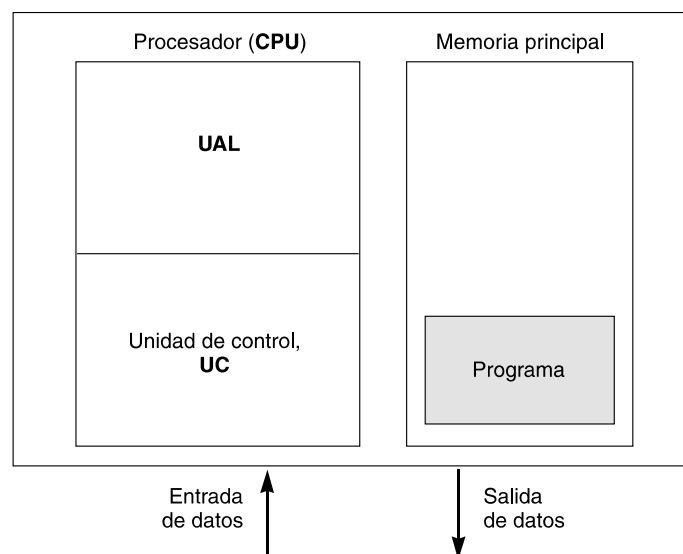 Procesador (CPU)
Memoria principal
UAL
Unidad de control,
UC
Programa
Entrada
de datos
Salida
de datos